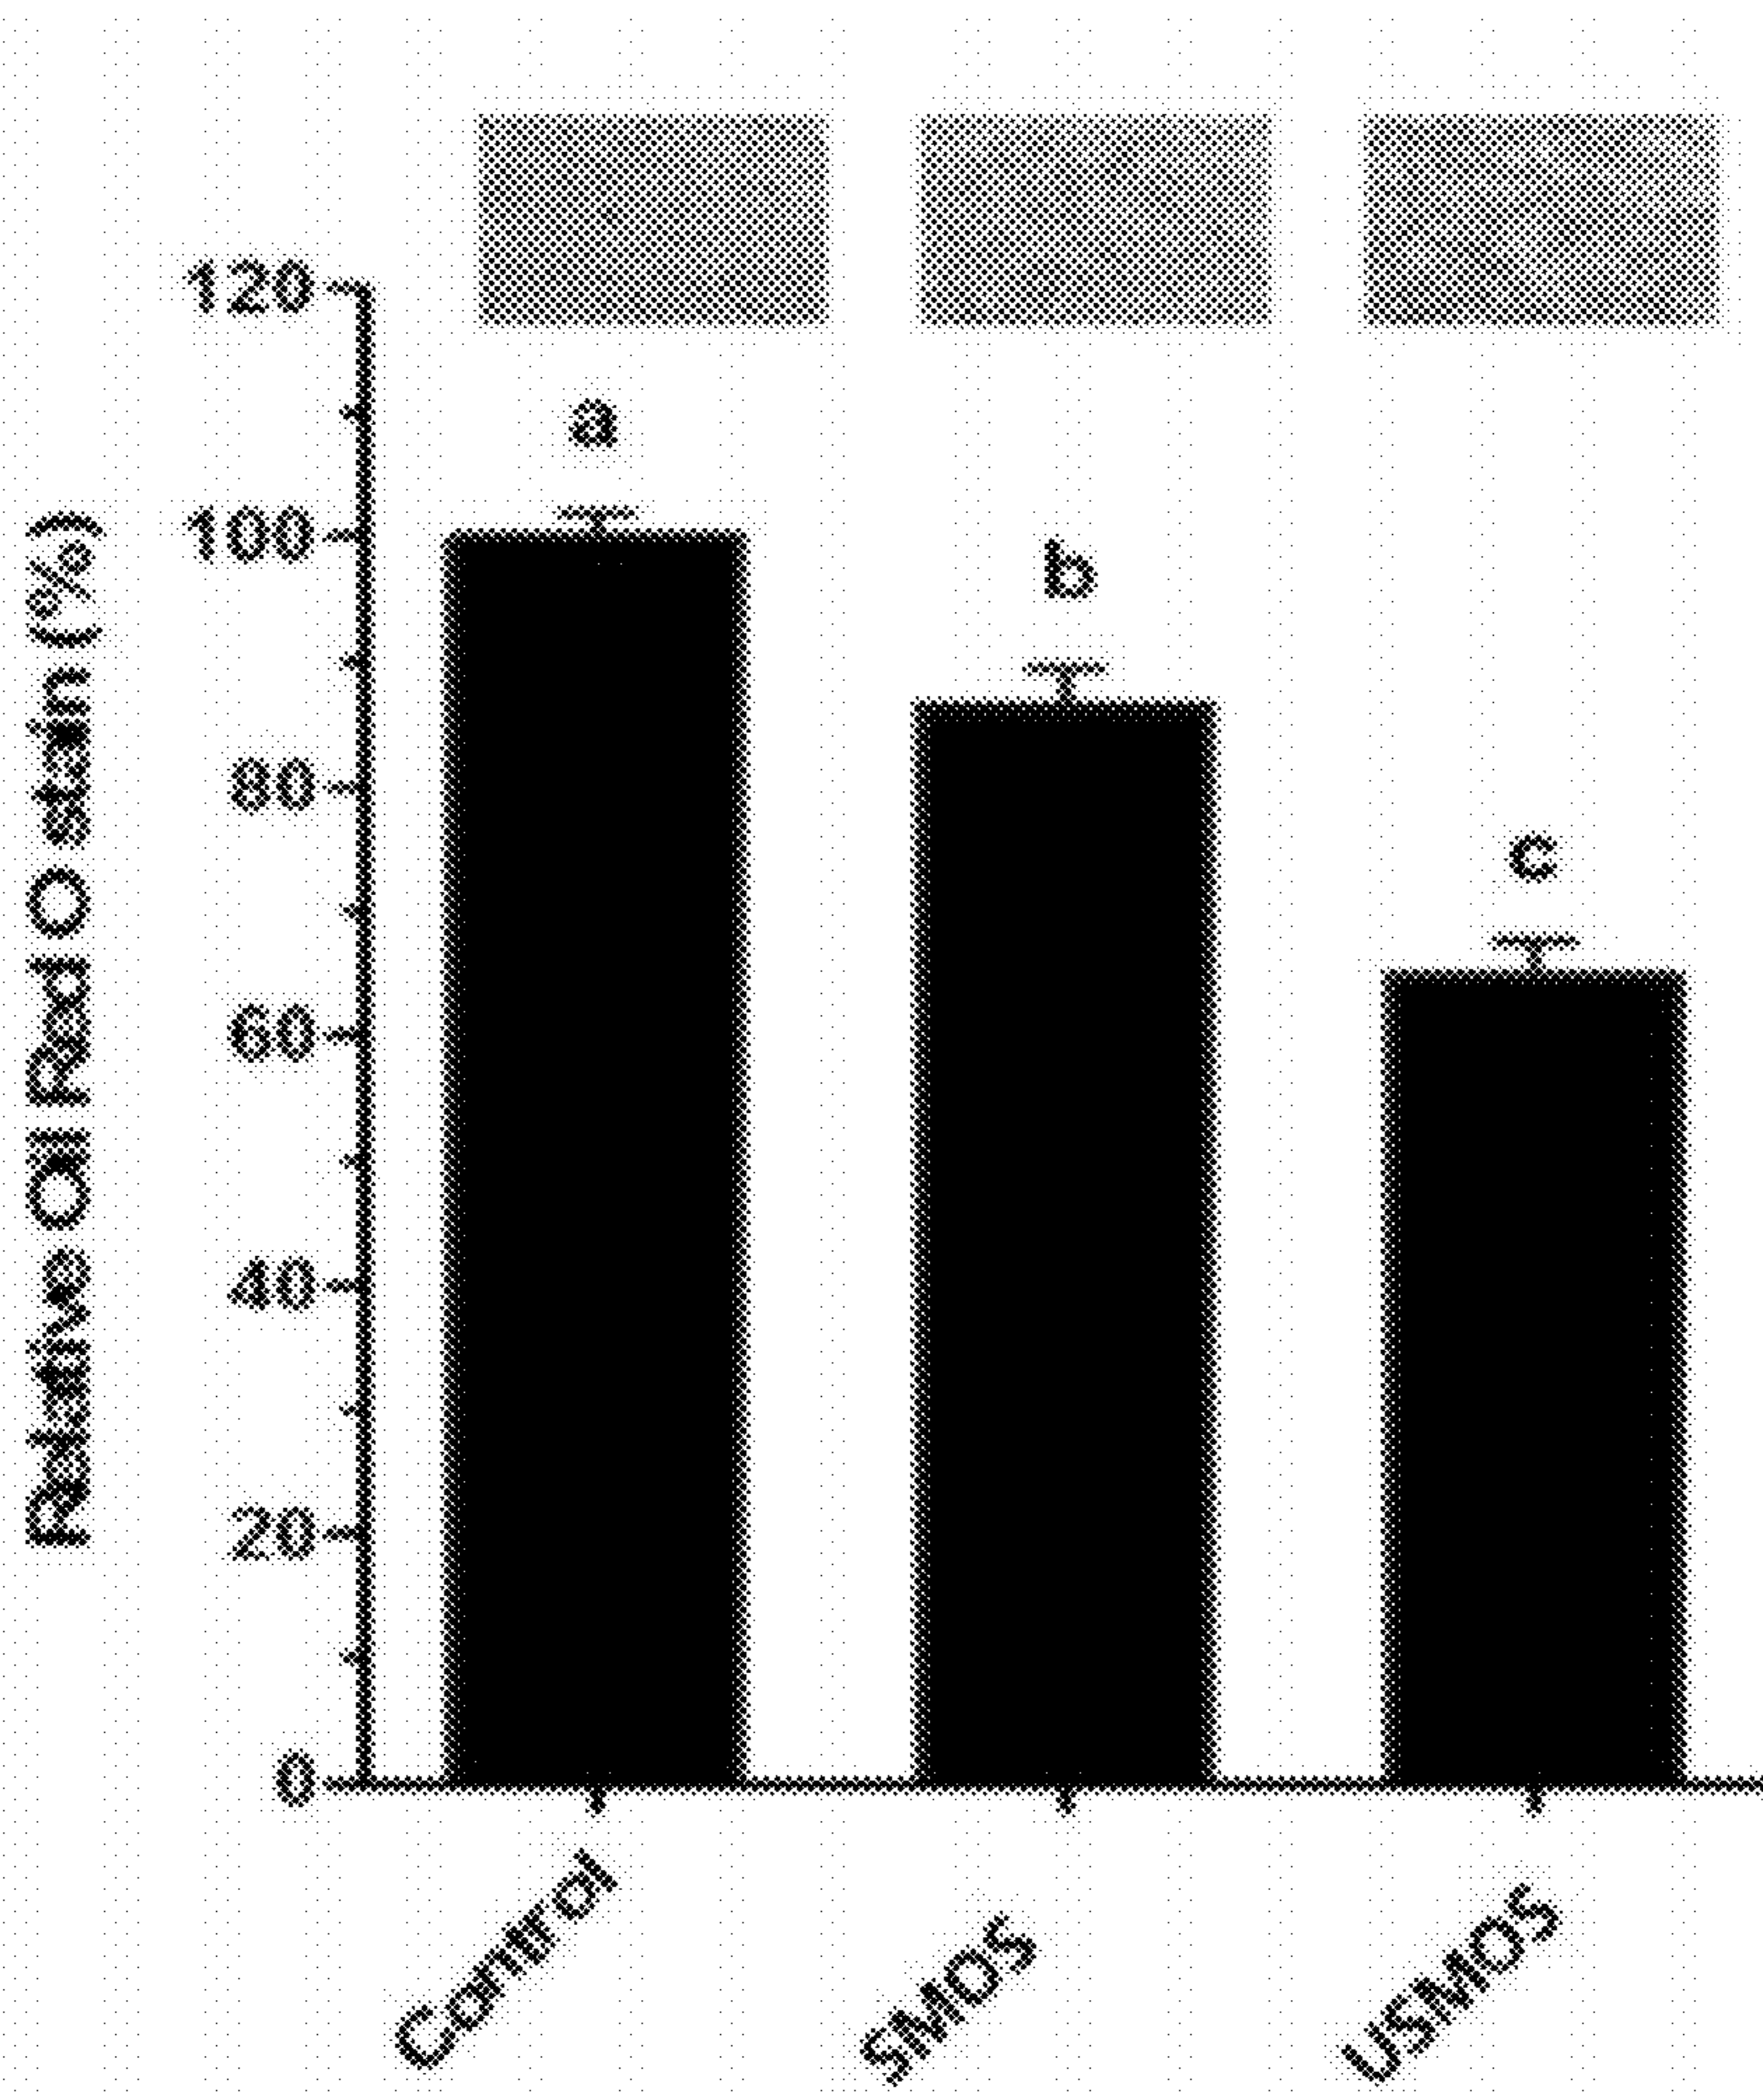 120
a
100
b
80
c
60
40
20
0
Relative Oil Red O stain (%)
Control
SMOS
USMOS